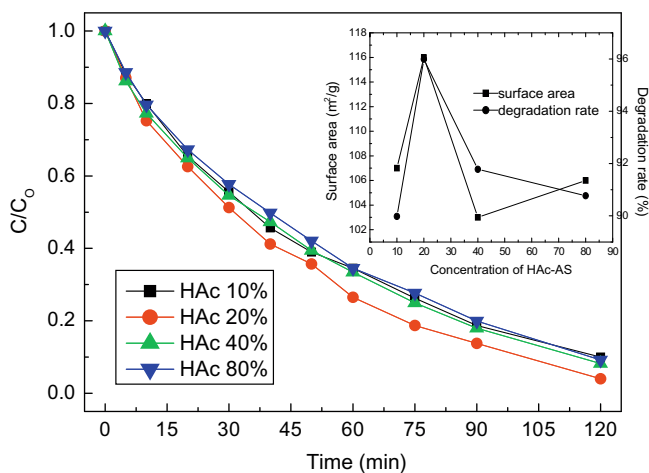 C/C_O
1.0
0.8
0.6
0.4
0.2
0.0
0 15 30 45 60 75 90 120
Time (min)
HAc 10%
HAc 20%
HAc 40%
HAc 80%
Surface area (m²/g)
118
116
114
112
110
108
106
104
102
0 10 20 30 40 50 60 70 80 90
Concentration of HAc-AS
96
94
92
90
Degradation rate (%)
surface area
degradation rate